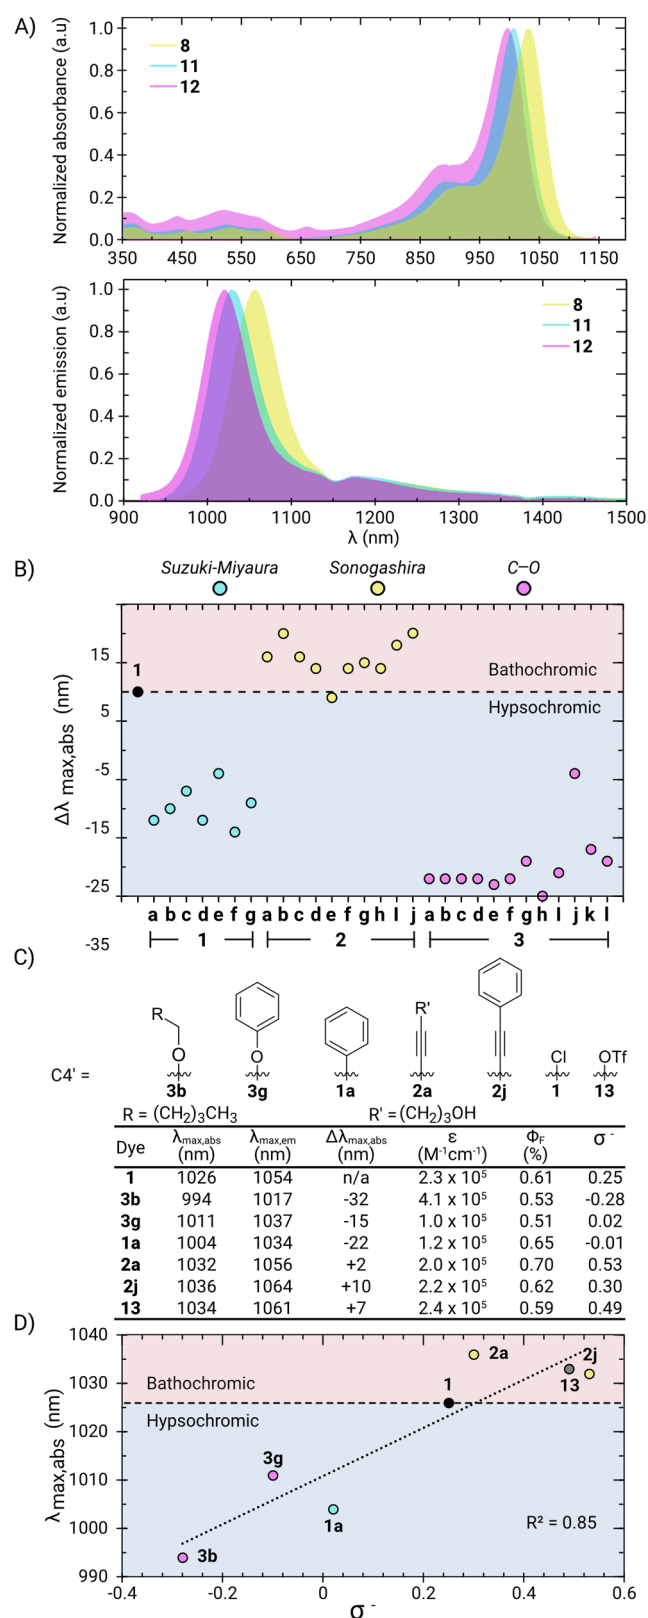 A)
Normalized absorbance (a.u)
1.0
0.8
0.6
0.4
0.2
0.0
8
11
12
350 450 550 650 750 850 950 1050 1150
Normalized emission (a.u)
1.0
0.8
0.6
0.4
0.2
0.0
8
11
12
900 1000 1100 1200 1300 1400 1500
λ (nm)
B)
Suzuki-Miyaura Sonogashira C–O
Δλ max,abs (nm)
15
5
-5
-15
-25
-35
1
Bathochromic
Hypsochromic
a b c d e f g a b c d e f g h I j a b c d e f g h I j k l
1 2 3
C)
R
O
O
R'
Cl
OTf
C4' =
3b 3g 1a 2a 2j 1 13
R = (CH2)3CH3 R' = (CH2)3OH
Dye λmax,abs (nm) λmax,em (nm) Δλmax,abs (nm) ε (M-1cm-1) ΦF (%) σ -
1 1026 1054 n/a 2.3 x 10⁵ 0.61 0.25
3b 994 1017 -32 4.1 x 10⁵ 0.53 -0.28
3g 1011 1037 -15 1.0 x 10⁵ 0.51 0.02
1a 1004 1034 -22 1.2 x 10⁵ 0.65 -0.01
2a 1032 1056 +2 2.0 x 10⁵ 0.70 0.53
2j 1036 1064 +10 2.2 x 10⁵ 0.62 0.30
13 1034 1061 +7 2.4 x 10⁵ 0.59 0.49
D)
λmax,abs (nm)
1040
1030
1020
1010
1000
990
Bathochromic
Hypsochromic
1
2a
2j
13
3g
1a
3b
R² = 0.85
-0.4 -0.2 0 0.2 0.4 0.6
σ -